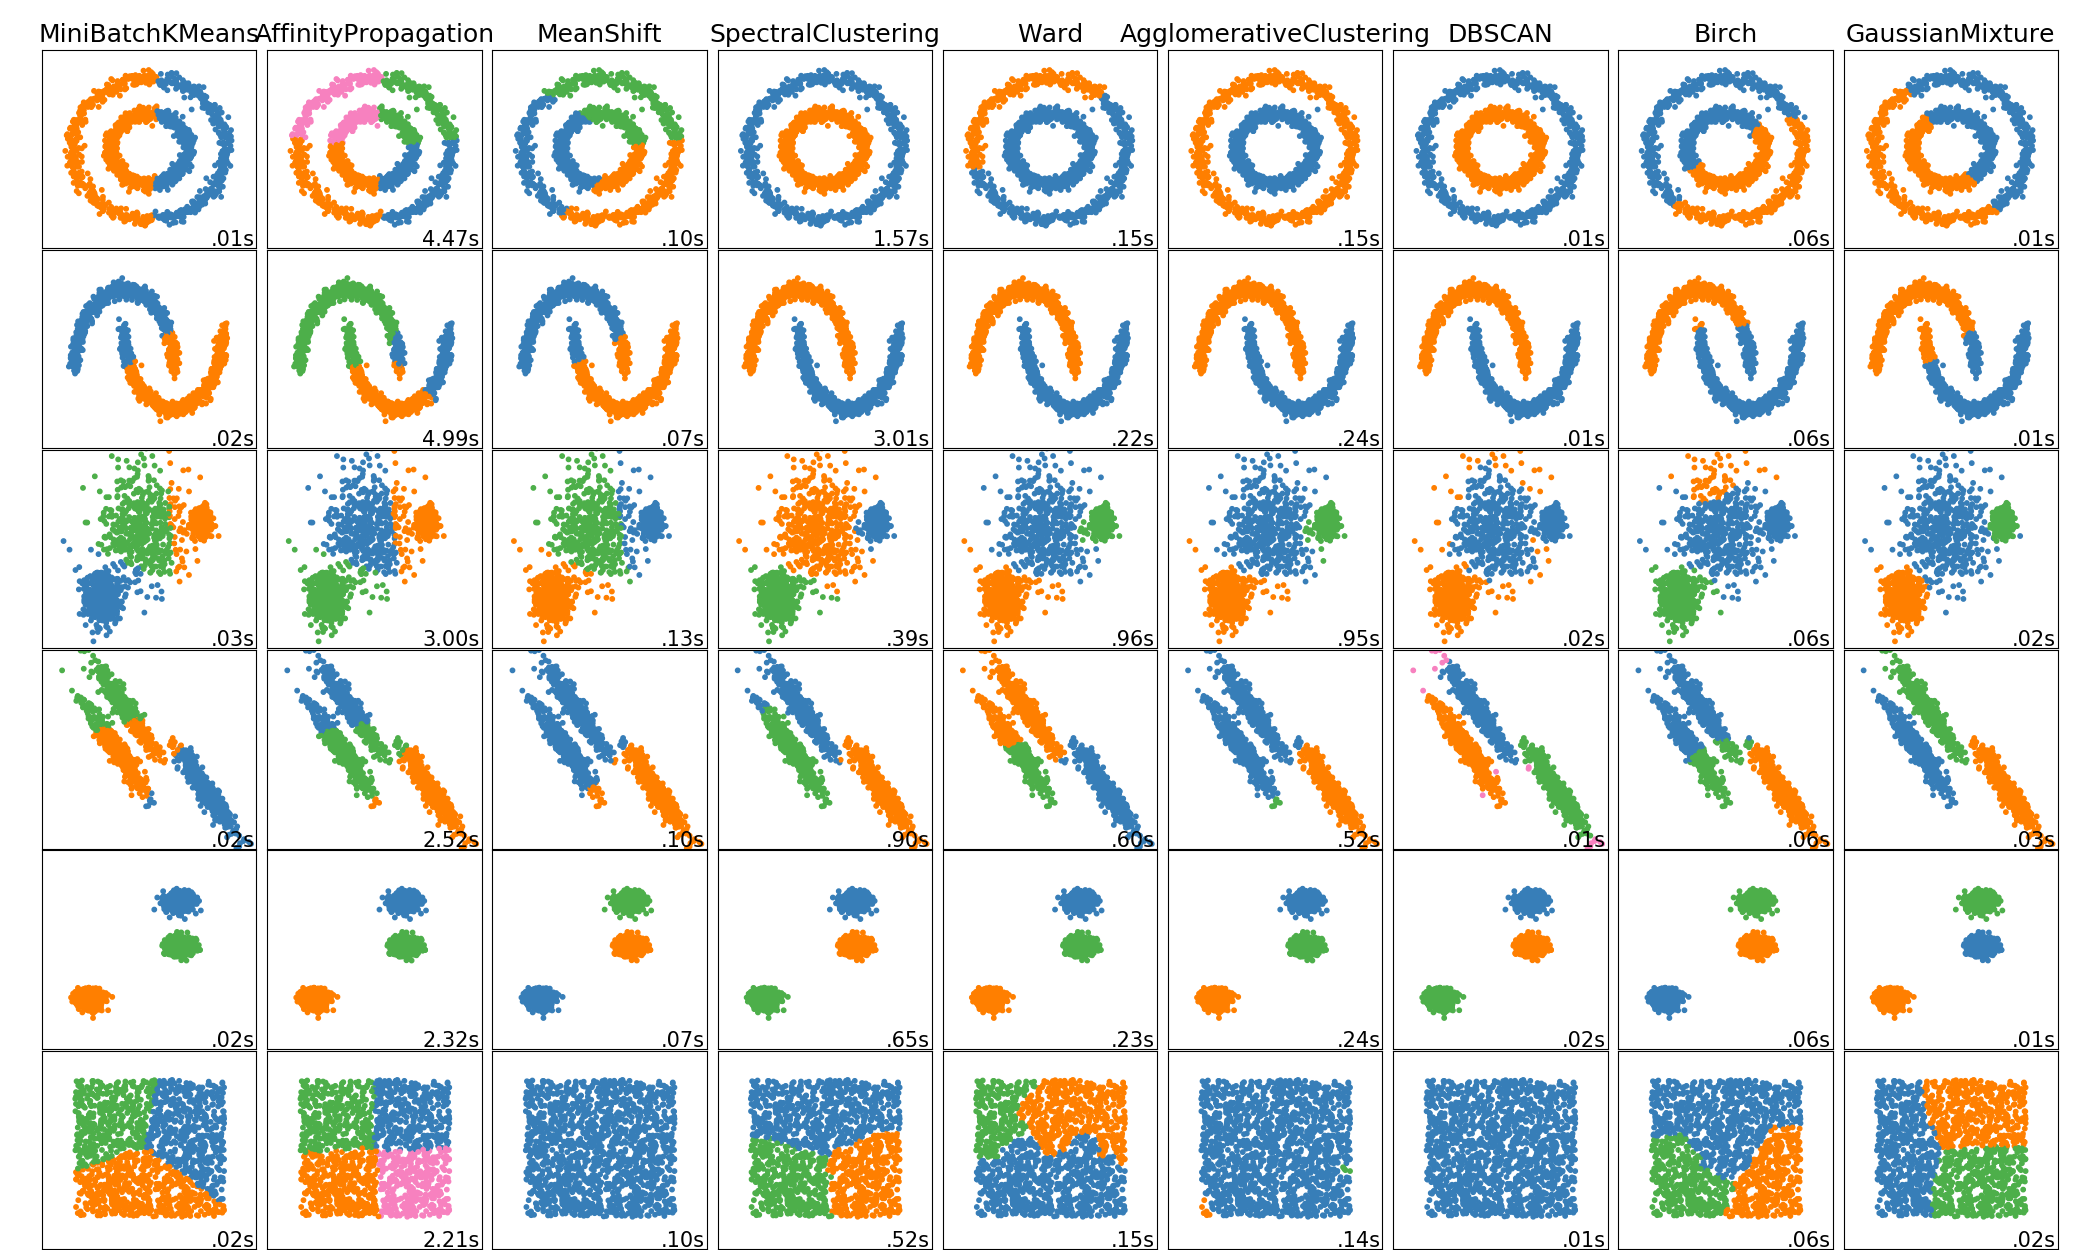 MiniBatchKMeans AffinityPropagation MeanShift SpectralClustering Ward AgglomerativeClustering DBSCAN Birch GaussianMixture
.01s 4.47s .10s 1.57s .15s .15s .01s .06s .01s
.02s 4.99s .07s 3.01s .22s .24s .01s .06s .01s
.03s 3.00s .13s .39s .96s .95s .02s .06s .02s
.02s 2.52s .10s .90s .60s .52s .01s .06s .03s
.02s 2.32s .07s .65s .23s .24s .02s .06s .01s
.02s 2.21s .10s .52s .15s .14s .01s .06s .02s